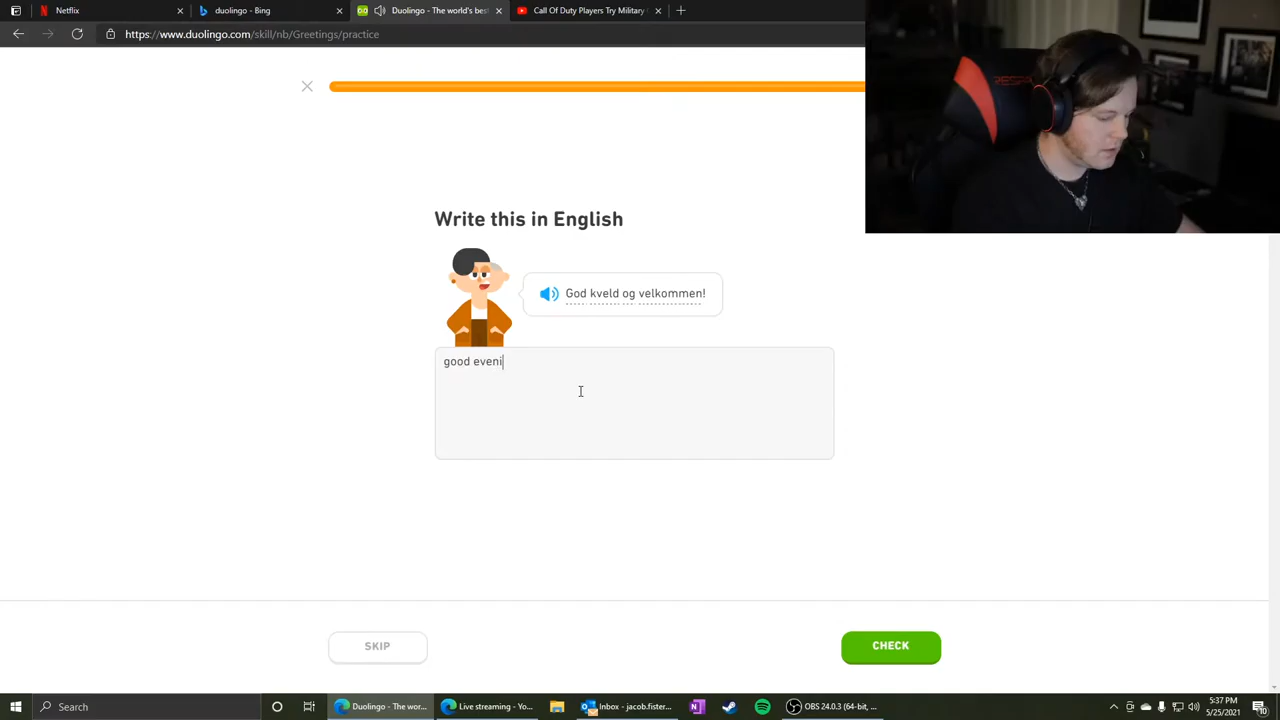 Netflix
duolingo - Bing
Duolingo - The world's best
Call Of Duty Players Try Military
https://www.duolingo.com/skill/nb/Greetings/practice
Write this in English
God kveld og velkommen!
good eveni
SKIP
CHECK
Search
Duolingo - The wor...
Live streaming - Yo...
Inbox - jacob.fister...
OBS 24.0.3 (64-bit, ...
5:37 PM
5/25/2021